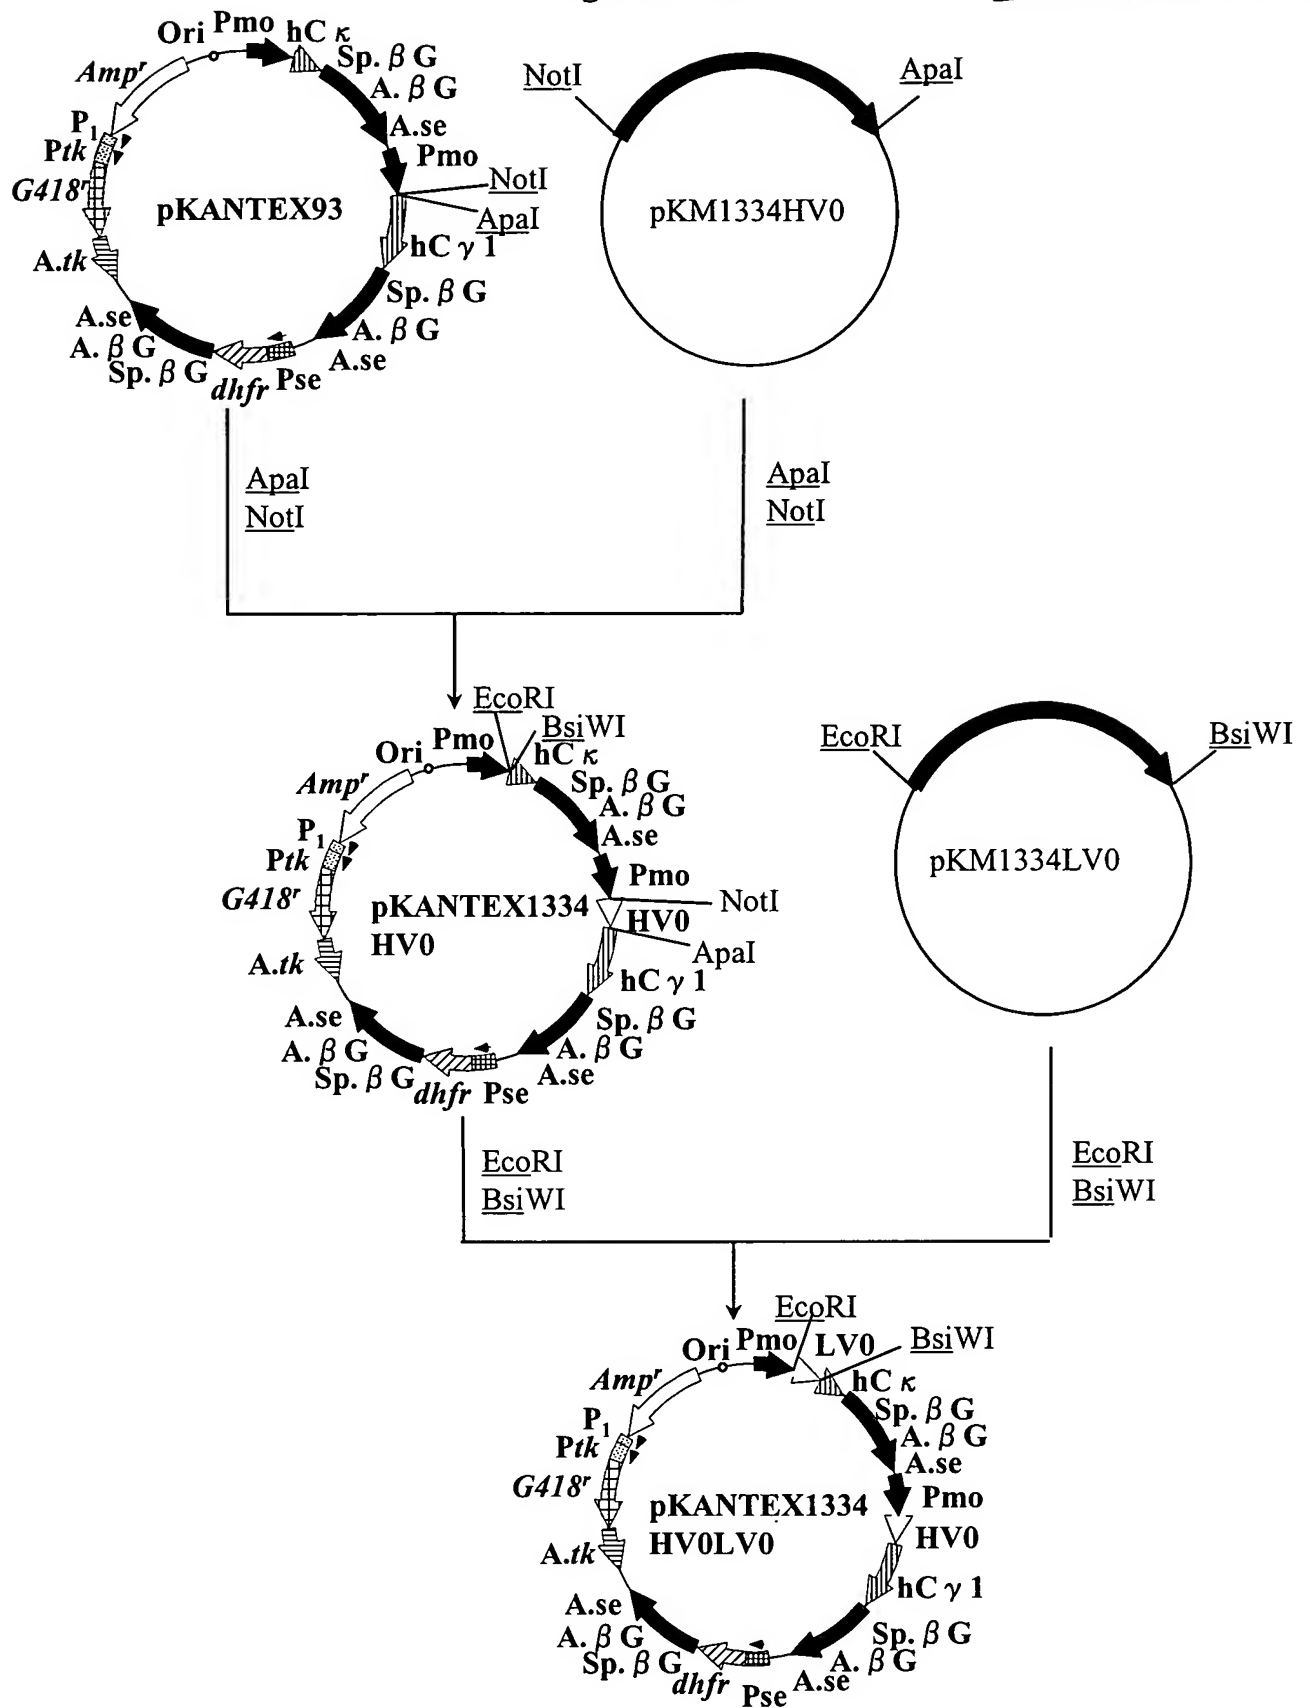 Ori
Pmo
hC κ
Sp. β G
A. β G
A.se
Pmo
NotI
ApaI
hC γ 1
Sp. β G
A. β G
A.se
Pse
dhfr
Sp. β G
A. β G
A.se
A.tk
G418r
Ptk
P1
Ampr
pKANTEX93
NotI
ApaI
pKM1334HV0
ApaI
NotI
ApaI
NotI
EcoRI
BsiWI
Ori
Pmo
hC κ
Sp. β G
A. β G
A.se
Pmo
NotI
HV0
ApaI
hC γ 1
Sp. β G
A. β G
A.se
Pse
dhfr
Sp. β G
A. β G
A.se
A.tk
G418r
Ptk
P1
Ampr
pKANTEX1334
HV0
EcoRI
BsiWI
pKM1334LV0
EcoRI
BsiWI
EcoRI
BsiWI
EcoRI
Ori
Pmo
LV0
BsiWI
hC κ
Sp. β G
A. β G
A.se
Pmo
HV0
hC γ 1
Sp. β G
A. β G
A.se
Pse
dhfr
Sp. β G
A. β G
A.se
A.tk
G418r
Ptk
P1
Ampr
pKANTEX1334
HV0LV0